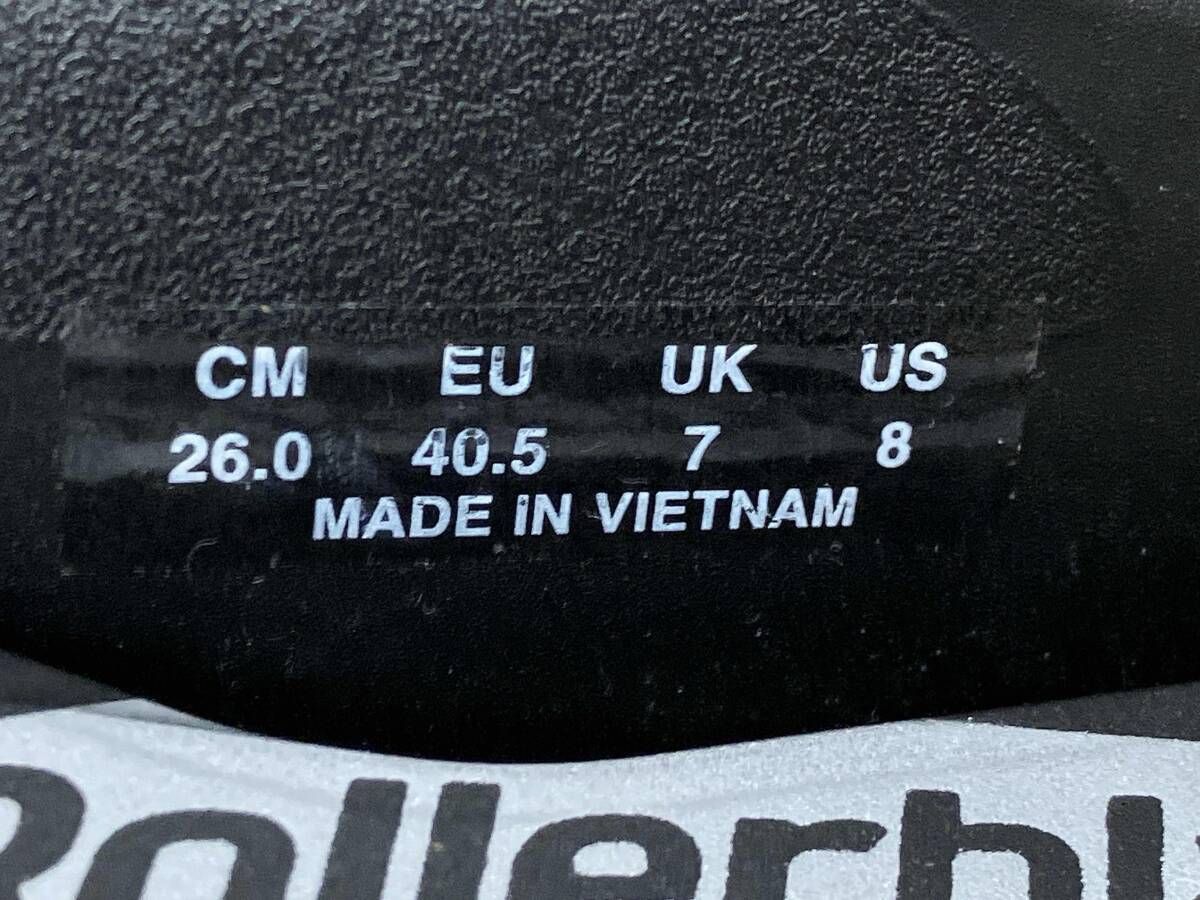 CM EU UK US
26.0 40.5 7 8
MADE IN VIETNAM